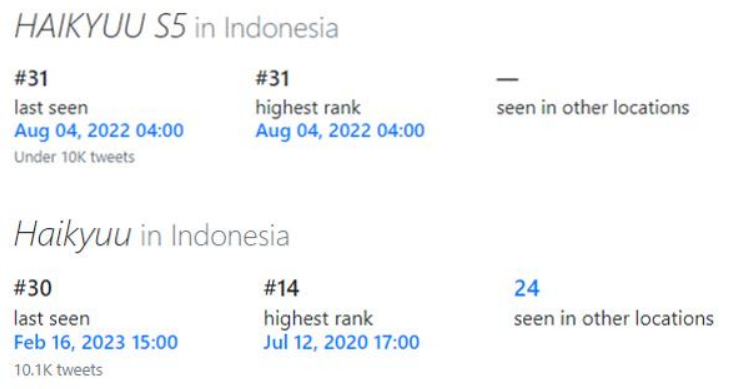 HAIKYUU S5 in Indonesia
#31 #31 —
last seen highest rank seen in other locations
Aug 04, 2022 04:00 Aug 04, 2022 04:00
Under 10K tweets
Haikyuu in Indonesia
#30 #14 24
last seen highest rank seen in other locations
Feb 16, 2023 15:00 Jul 12, 2020 17:00
10.1K tweets